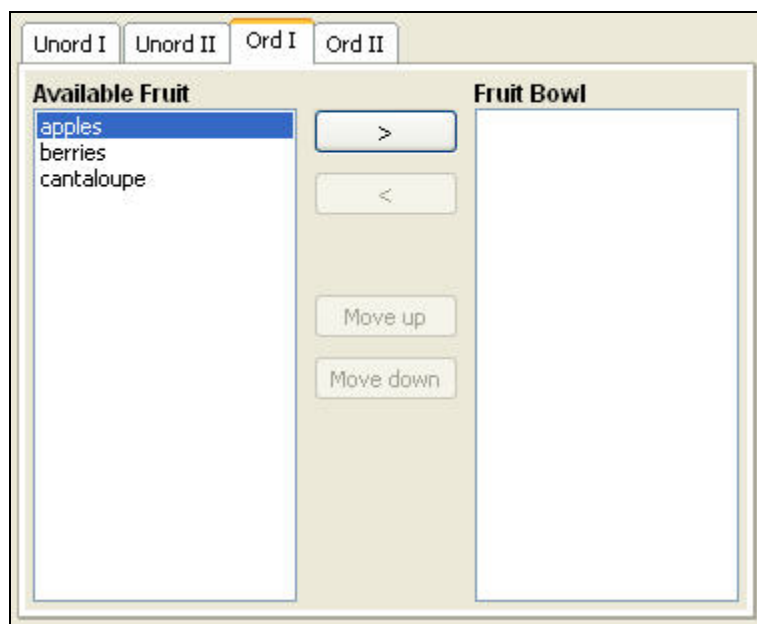 Unord I Unord II Ord I Ord II
Available Fruit
apples
berries
cantaloupe
>
<
Move up
Move down
Fruit Bowl